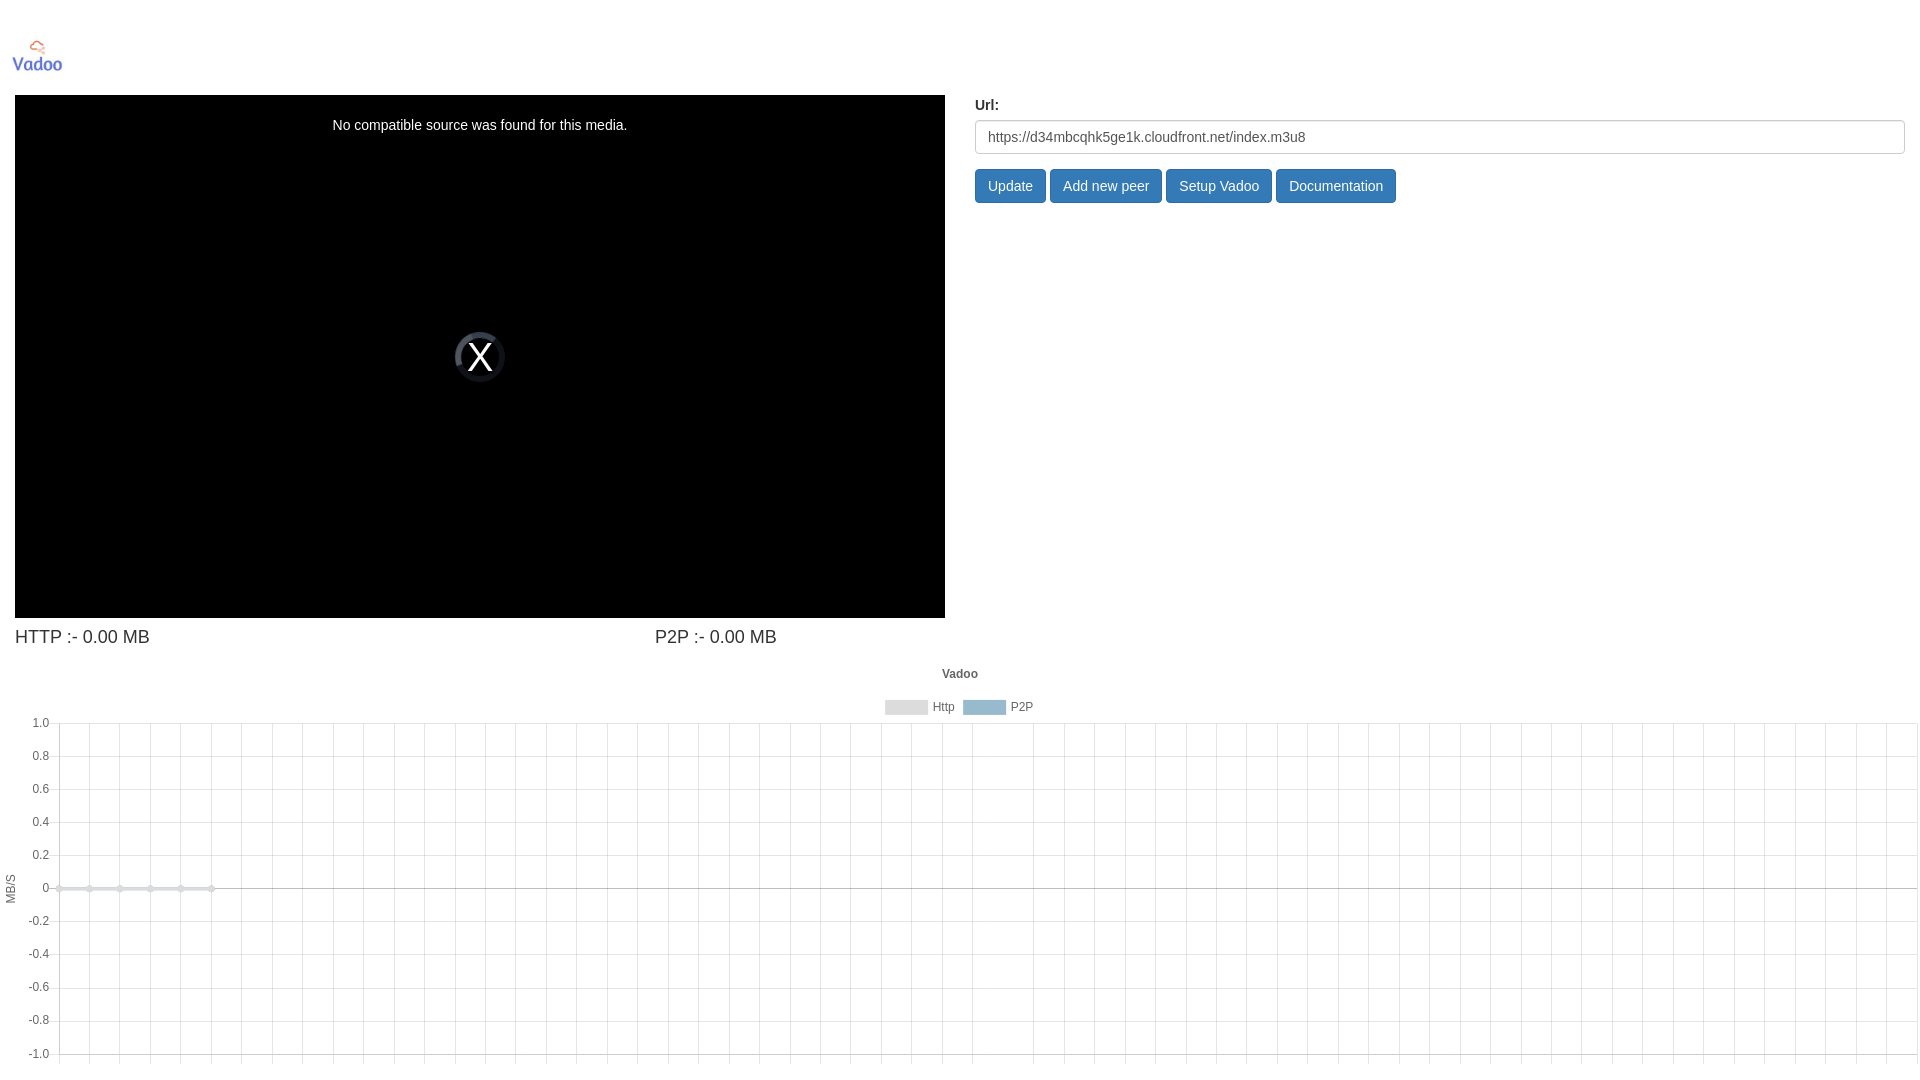 Vadoo
No compatible source was found for this media.
X
Url:
https://d34mbcqhk5ge1k.cloudfront.net/index.m3u8
Update Add new peer Setup Vadoo Documentation
HTTP :- 0.00 MB P2P :- 0.00 MB
Vadoo
Http P2P
1.0
0.8
0.6
0.4
0.2
0
-0.2
-0.4
-0.6
-0.8
-1.0
MB/S